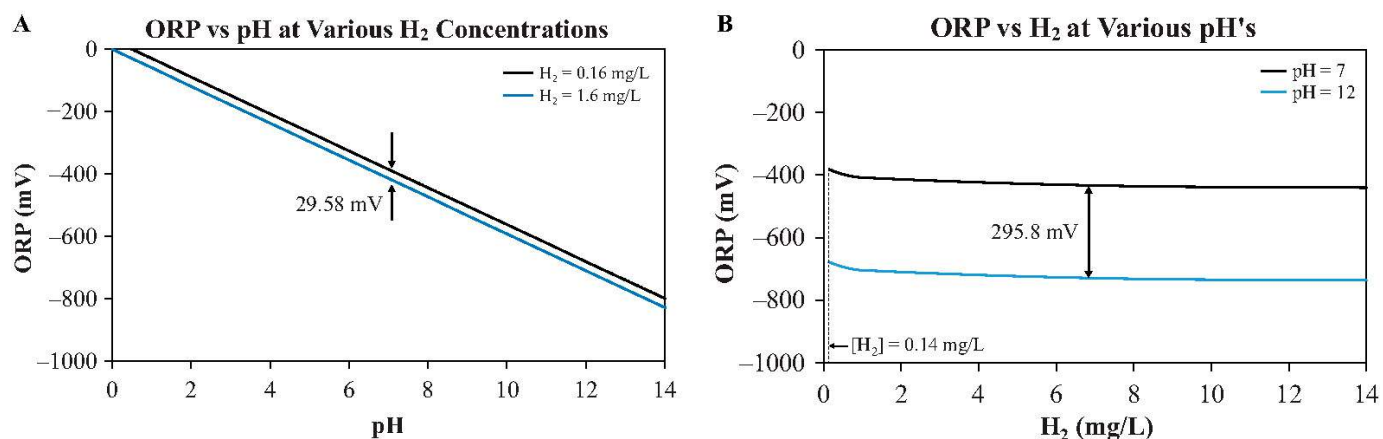 A
ORP vs pH at Various H₂ Concentrations
ORP (mV)
0
−200
−400
−600
−800
−1000
H₂ = 0.16 mg/L
H₂ = 1.6 mg/L
29.58 mV
0 2 4 6 8 10 12 14
pH
B
ORP vs H₂ at Various pH's
ORP (mV)
0
−200
−400
−600
−800
−1000
pH = 7
pH = 12
295.8 mV
[H₂] = 0.14 mg/L
0 2 4 6 8 10 12 14
H₂ (mg/L)